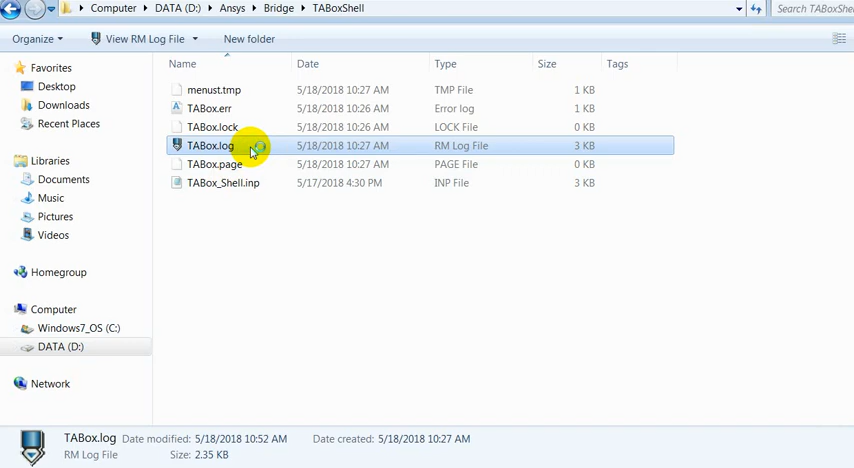 Computer DATA (D:) Ansys Bridge TABoxShell Search TABoxShell
Organize View RM Log File New folder
Name Date Type Size Tags
Favorites
Desktop
Downloads
Recent Places
Libraries
Documents
Music
Pictures
Videos
Homegroup
Computer
Windows7_OS (C:)
DATA (D:)
Network
menust.tmp 5/18/2018 10:27 AM TMP File 1 KB
TABox.err 5/18/2018 10:26 AM Error log 1 KB
TABox.lock 5/18/2018 10:26 AM LOCK File 0 KB
TABox.log 5/18/2018 10:27 AM RM Log File 3 KB
TABox.page 5/18/2018 10:27 AM PAGE File 0 KB
TABox_Shell.inp 5/17/2018 4:30 PM INP File 3 KB
TABox.log Date modified: 5/18/2018 10:52 AM Date created: 5/18/2018 10:27 AM
RM Log File Size: 2.35 KB